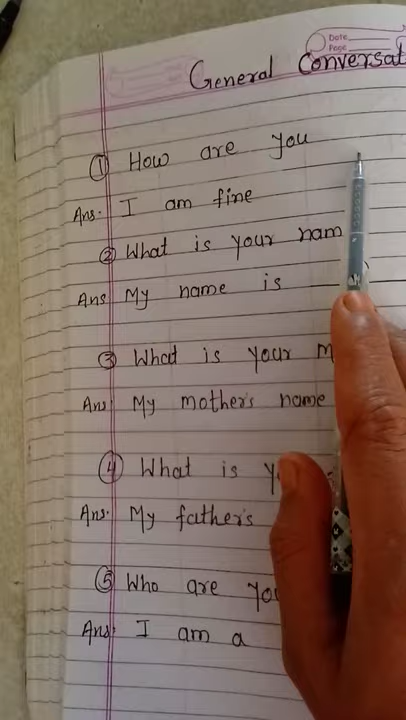 Date
Page
General Conversat
① How are you
Ans. I am fine
② What is your nam
Ans My name is
③ What is your m
Ans. My mother's name
④ What is y
Ans. My father's
⑤ Who are you
Ans. I am a